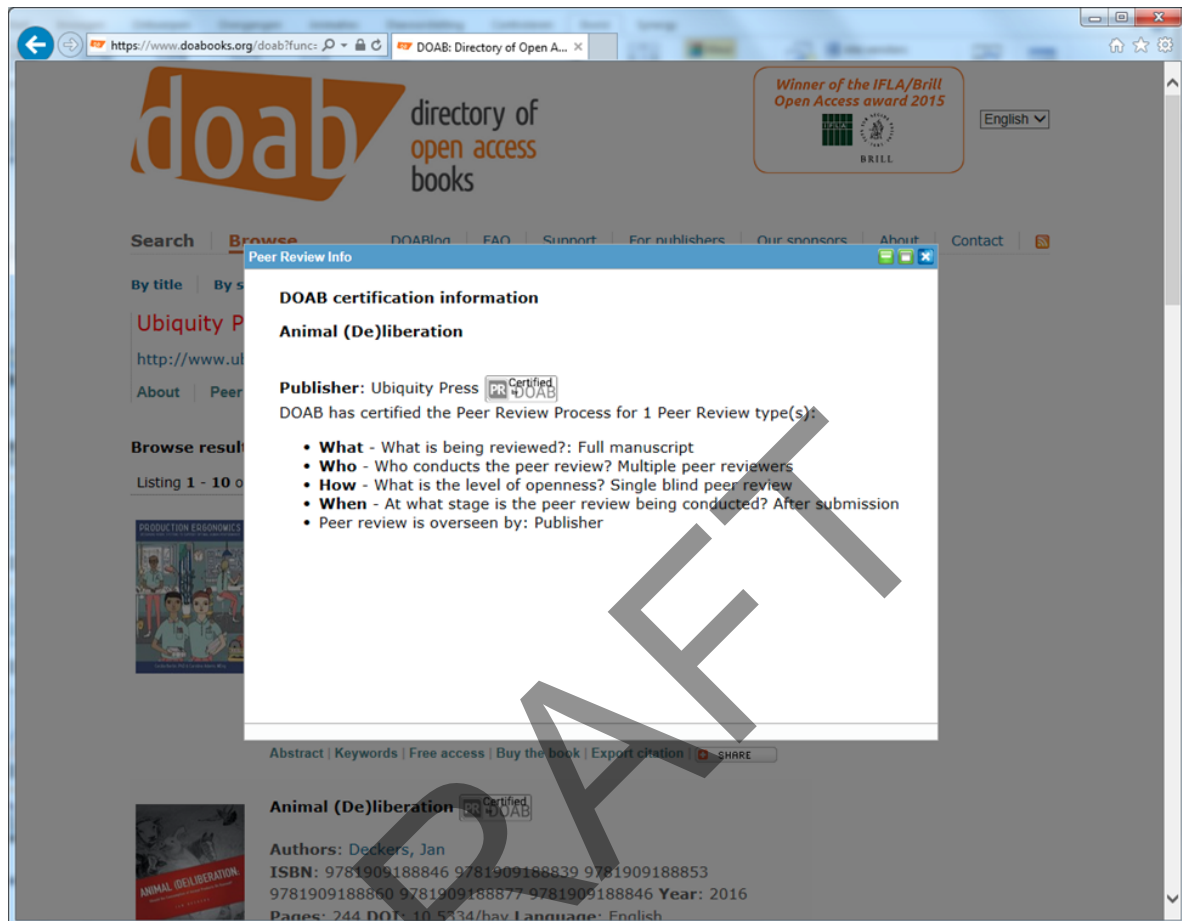 https://www.doabooks.org/doab?func=
DOAB: Directory of Open A...
doab
directory of
open access
books
Winner of the IFLA/Brill
Open Access award 2015
IFLA
BRILL
English
Search Browse DOABlog FAQ Support For publishers Our sponsors About Contact
Peer Review Info
By title By s
DOAB certification information
Ubiquity P
Animal (De)liberation
http://www.ub
About Peer
Publisher: Ubiquity Press PR Certified by DOAB
DOAB has certified the Peer Review Process for 1 Peer Review type(s):
Browse resul
• What - What is being reviewed?: Full manuscript
• Who - Who conducts the peer review? Multiple peer reviewers
Listing 1 - 10 o
• How - What is the level of openness? Single blind peer review
• When - At what stage is the peer review being conducted? After submission
• Peer review is overseen by: Publisher
PRODUCTION ERGONOMICS
Abstract | Keywords | Free access | Buy the book | Export citation | SHARE
Animal (De)liberation PR Certified by DOAB
Authors: Deckers, Jan
ISBN: 9781909188846 9781909188839 9781909188853
9781909188860 9781909188877 9781909188846 Year: 2016
Pages: 244 DOI: 10.5334/bay Language: English
ANIMAL (DE)LIBERATION:
RAFT